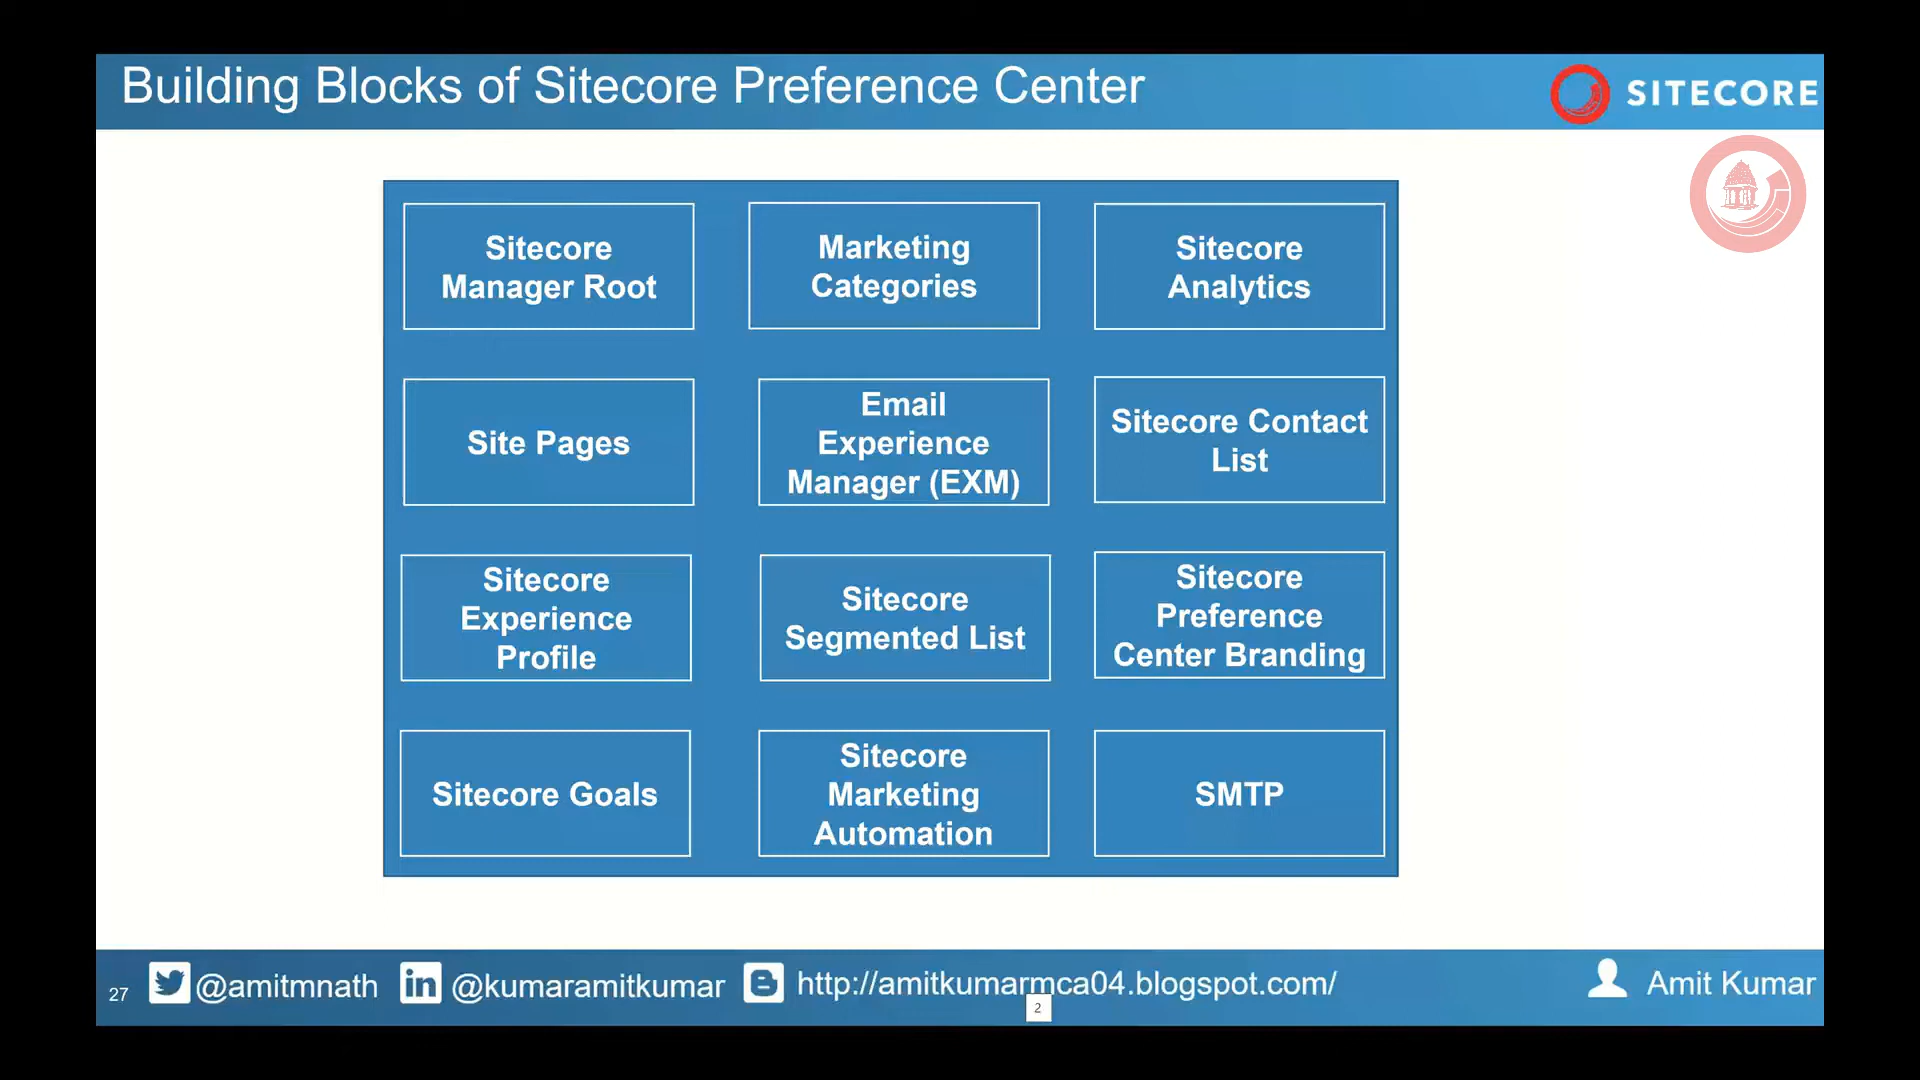 Building Blocks of Sitecore Preference Center
SITECORE
Sitecore
Manager Root
Marketing
Categories
Sitecore
Analytics
Site Pages
Email
Experience
Manager (EXM)
Sitecore Contact
List
Sitecore
Experience
Profile
Sitecore
Segmented List
Sitecore
Preference
Center Branding
Sitecore Goals
Sitecore
Marketing
Automation
SMTP
27
@amitmnath
in
@kumaramitkumar
http://amitkumarmca04.blogspot.com/
2
Amit Kumar